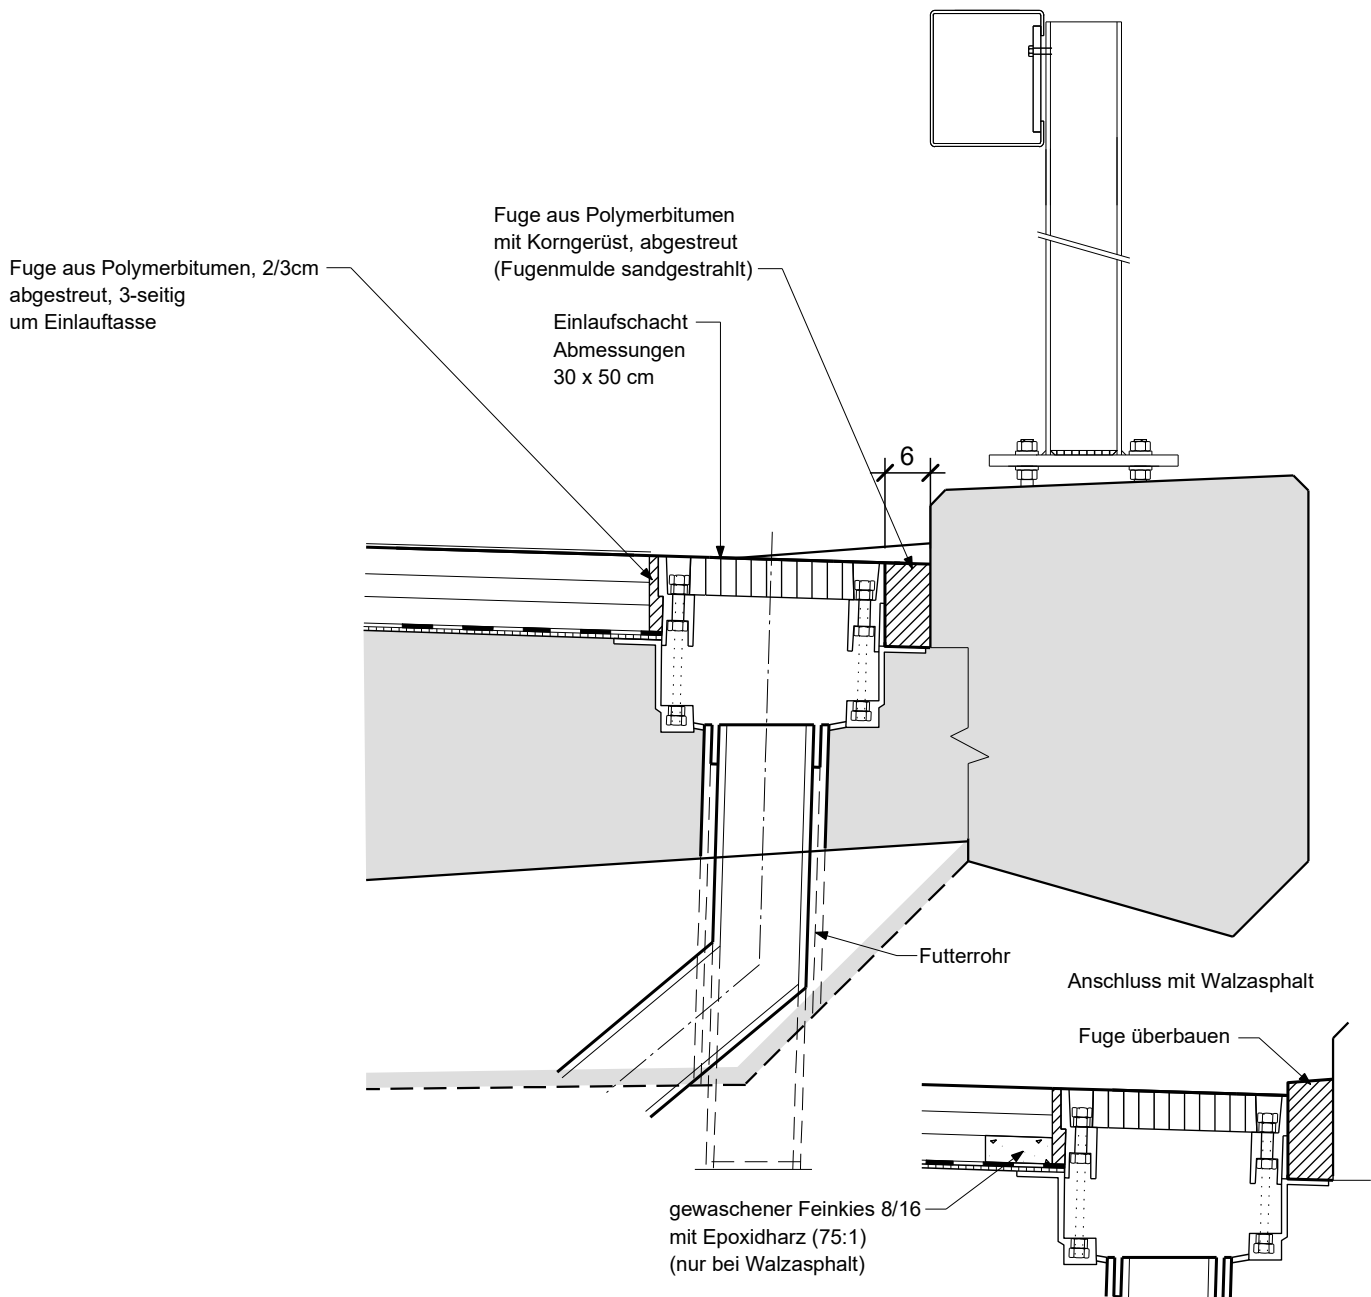 Fuge aus Polymerbitumen
mit Korngerüst, abgestreut
(Fugenmulde sandgestrahlt)
Fuge aus Polymerbitumen, 2/3cm
abgestreut, 3-seitig
um Einlauftasse
Einlaufschacht
Abmessungen
30 x 50 cm
6
Futterrohr
Anschluss mit Walzasphalt
Fuge überbauen
gewaschener Feinkies 8/16
mit Epoxidharz (75:1)
(nur bei Walzasphalt)